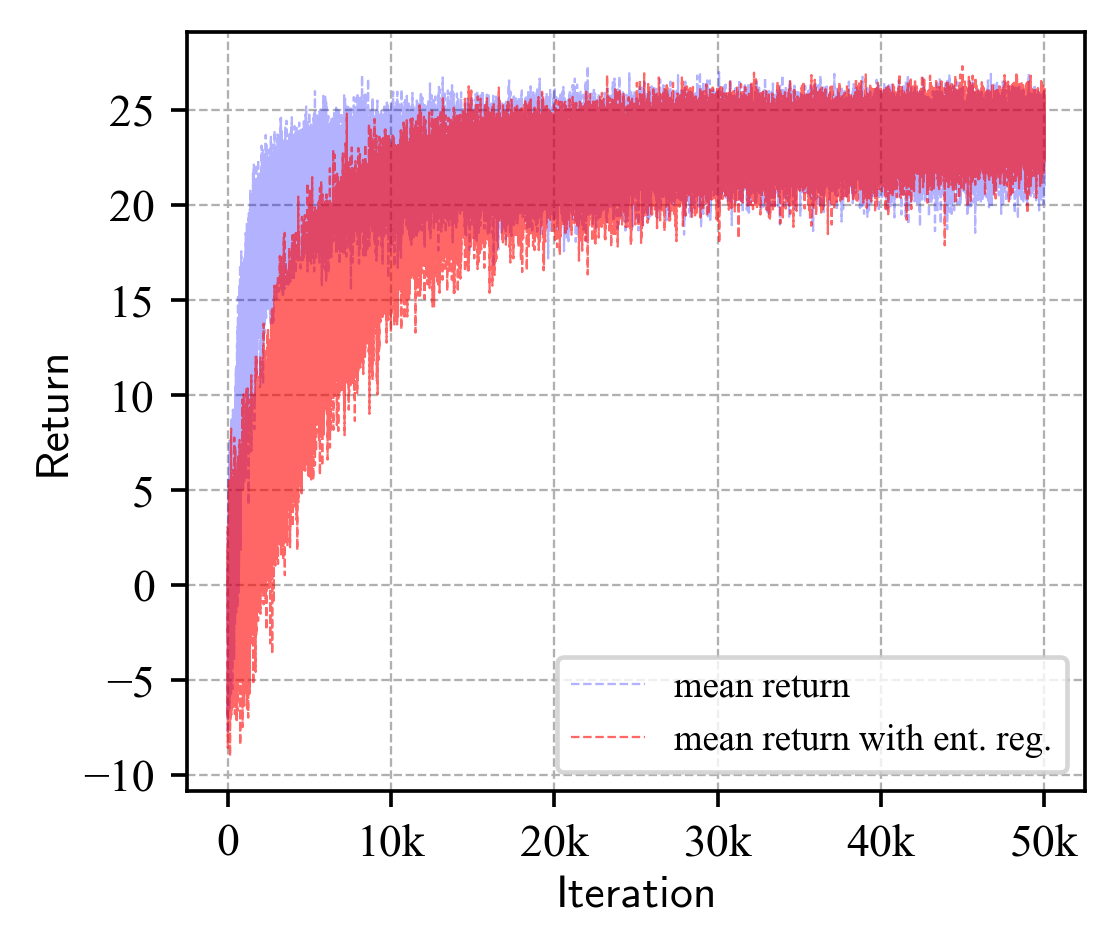 25
20
15
10
5
0
−5
−10
Return
mean return
mean return with ent. reg.
0 10k 20k 30k 40k 50k
Iteration